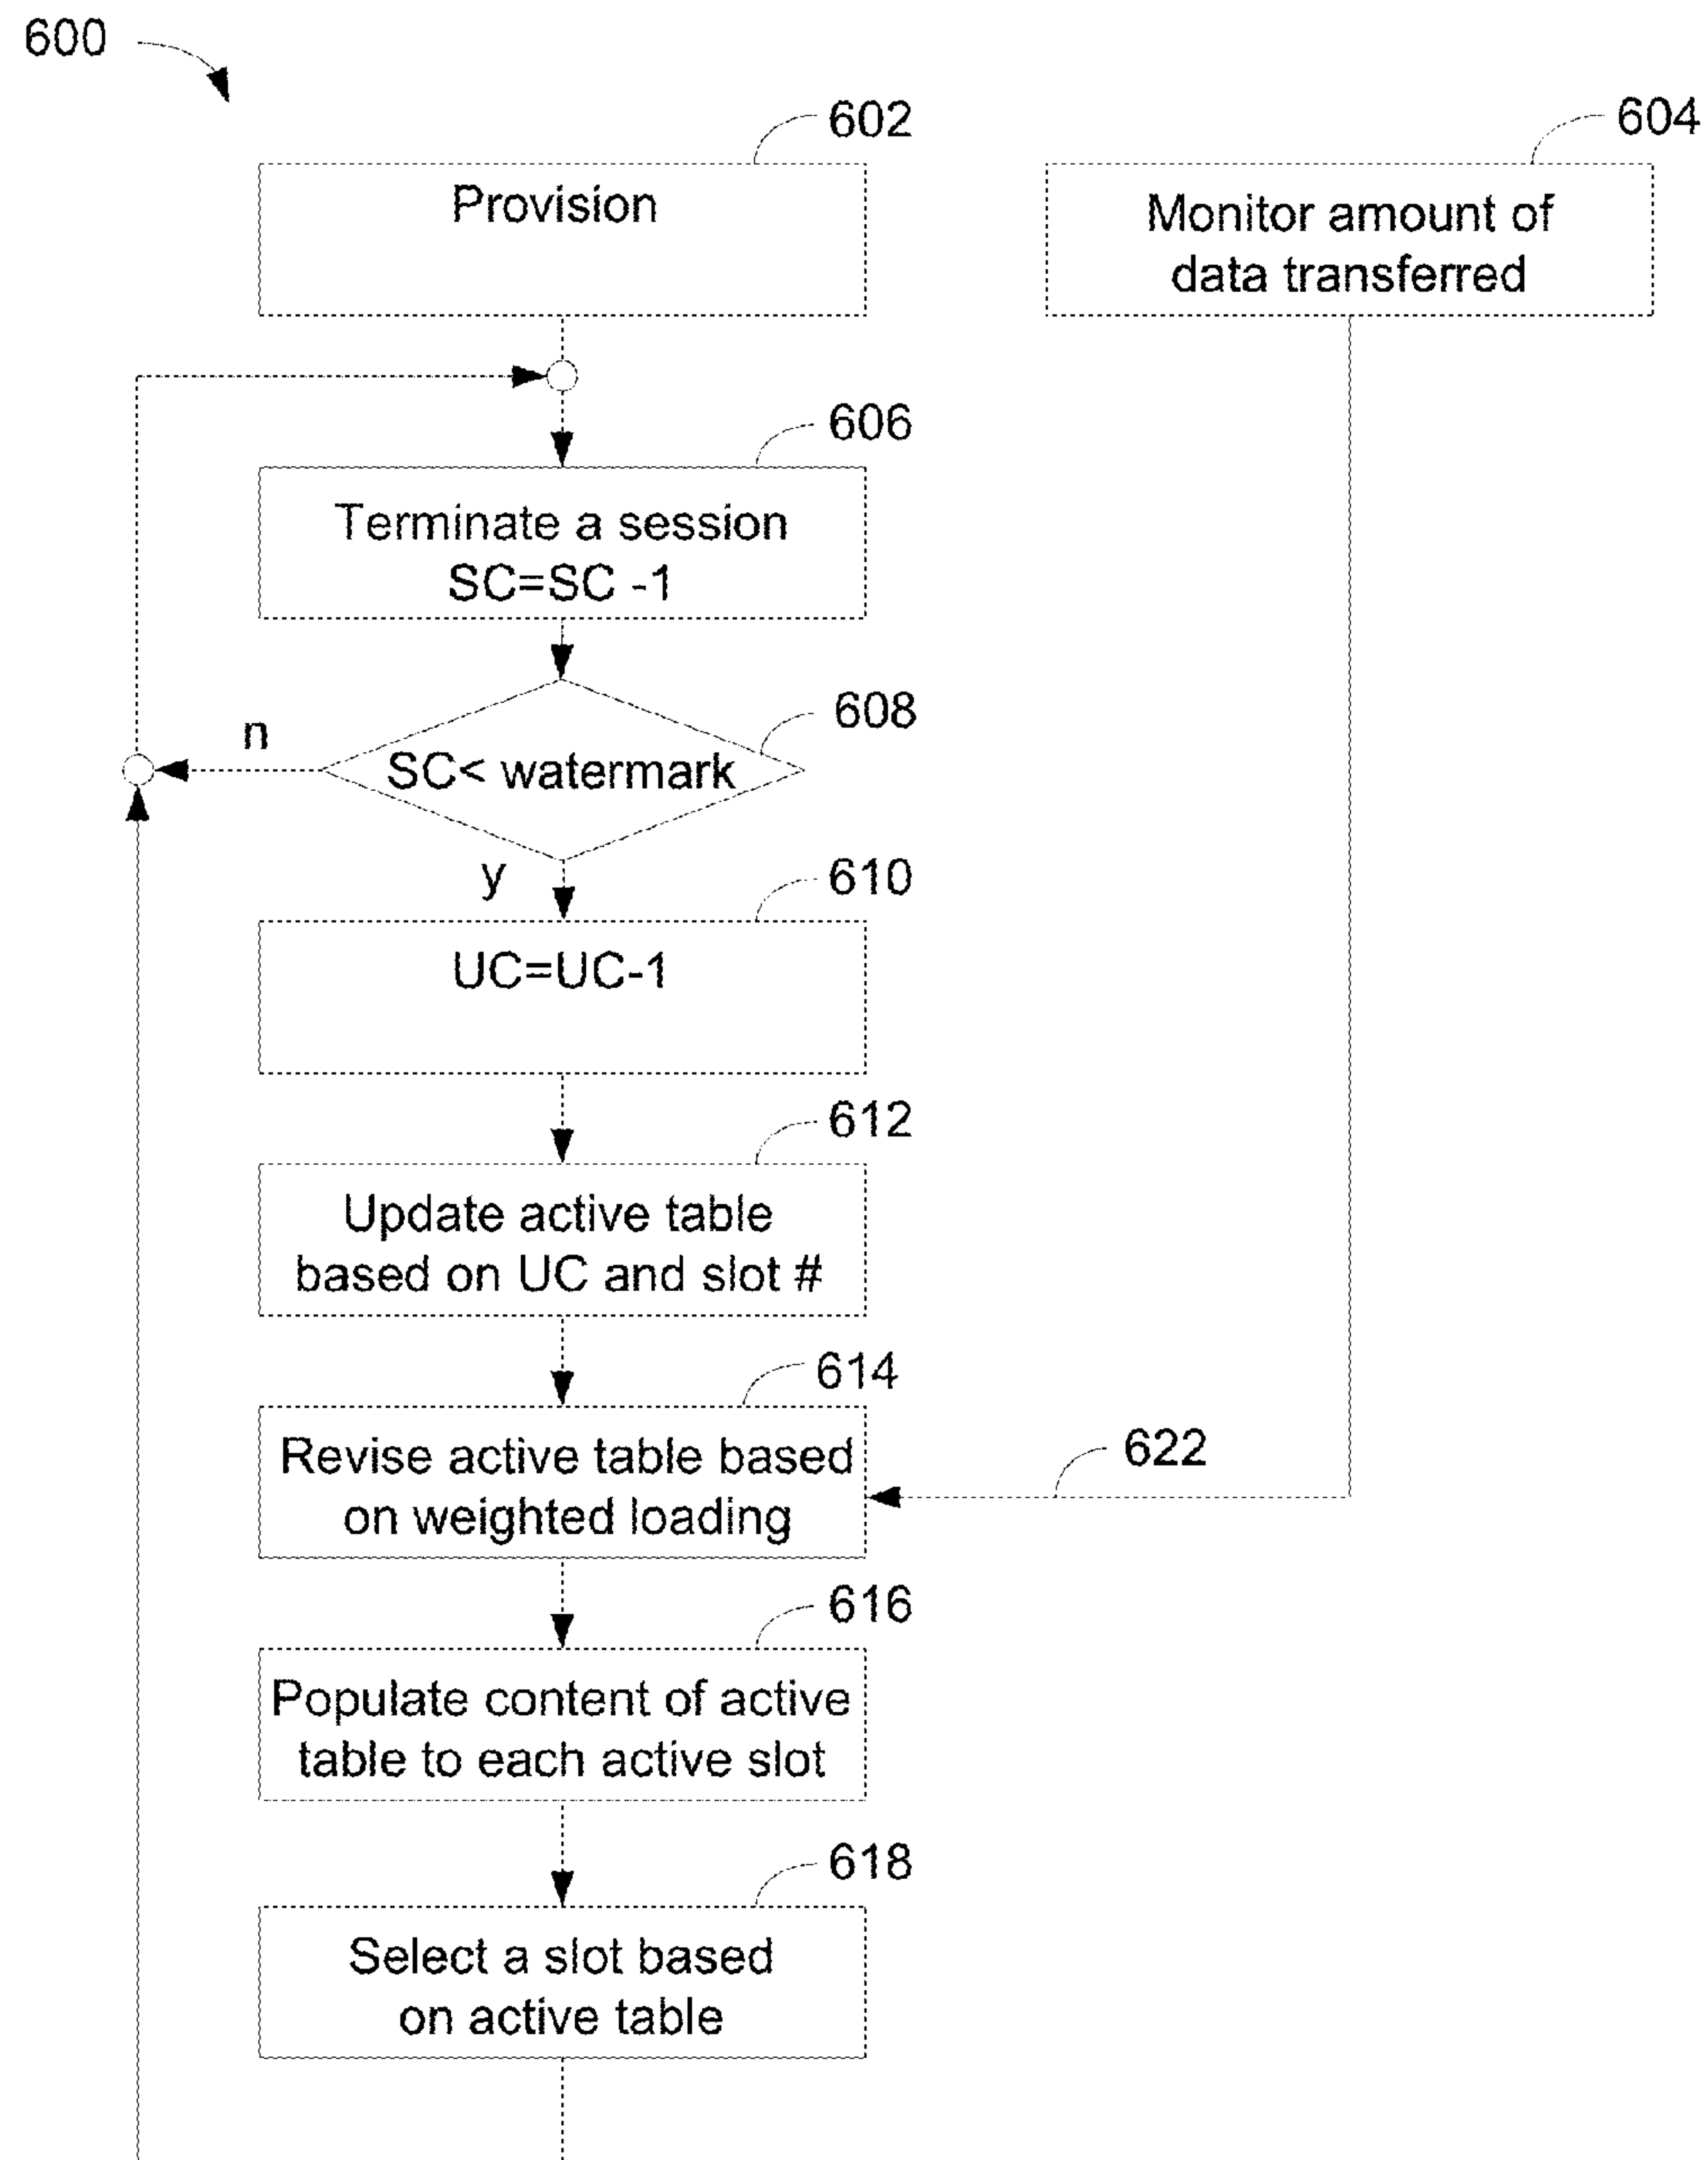 600
602
604
Provision
Monitor amount of
data transferred
606
Terminate a session
SC=SC -1
608
n
SC< watermark
y
610
UC=UC-1
612
Update active table
based on UC and slot #
614
Revise active table based
on weighted loading
622
616
Populate content of active
table to each active slot
618
Select a slot based
on active table